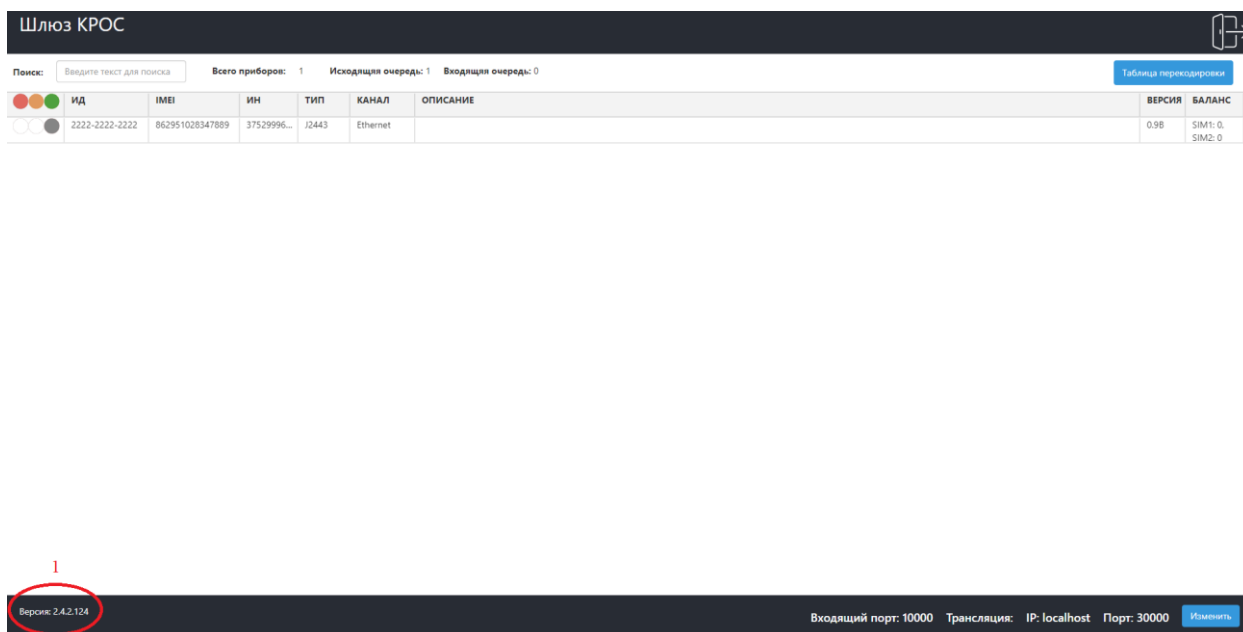 Шлюз КРОС
Поиск: Введите текст для поиска Всего приборов: 1 Исходящяя очередь: 1 Входящяя очередь: 0 Таблица перекодировки
ИД IMEI ИН ТИП КАНАЛ ОПИСАНИЕ ВЕРСИЯ БАЛАНС
2222-2222-2222 862951028347889 37529996... J2443 Ethernet 0.9B SIM1: 0.
SIM2: 0
1
Версия: 2.4.2.124 Входящий порт: 10000 Трансляция: IP: localhost Порт: 30000 Изменить